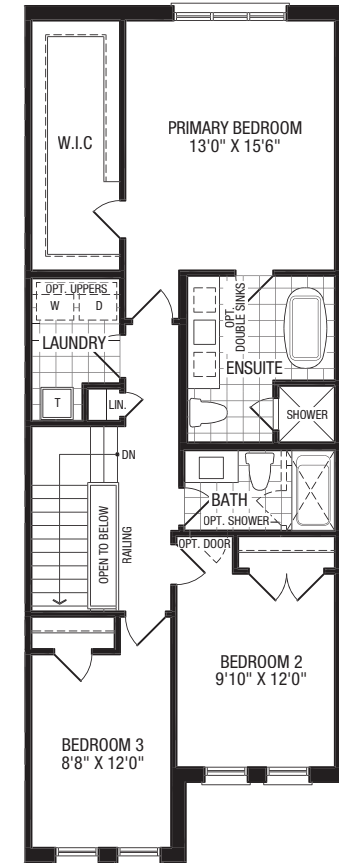 W.I.C
PRIMARY BEDROOM
13'0" X 15'6"
OPT. UPPERS
W
D
LAUNDRY
T
LIN.
OPT.
DOUBLE SINKS
ENSUITE
SHOWER
DN
OPEN TO BELOW
RAILING
BATH
OPT. SHOWER
OPT. DOOR
BEDROOM 2
9'10" X 12'0"
BEDROOM 3
8'8" X 12'0"